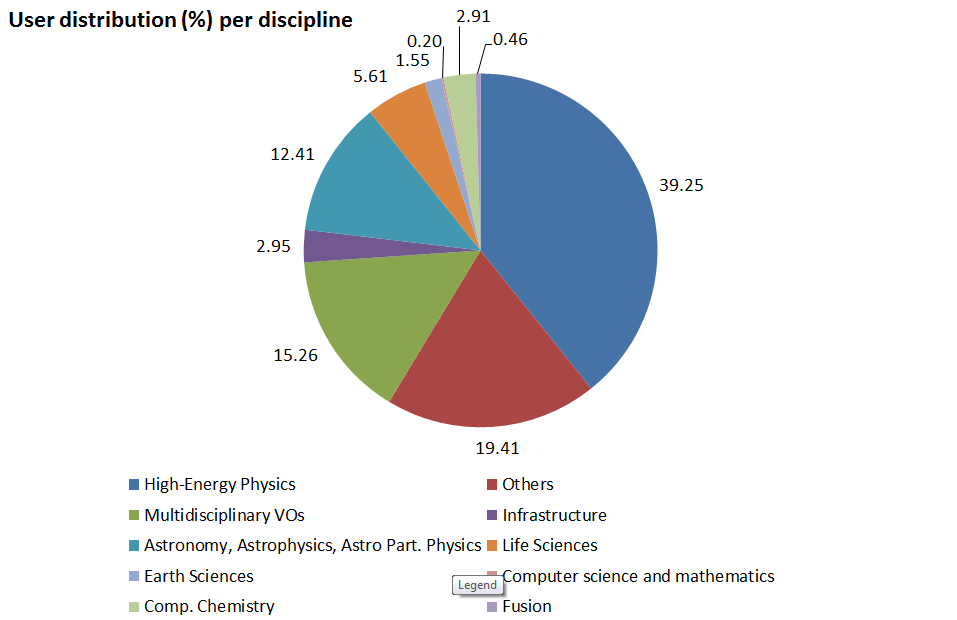 User distribution (%) per discipline
2.91
0.20
0.46
1.55
5.61
12.41
39.25
2.95
15.26
19.41
High-Energy Physics
Others
Multidisciplinary VOs
Infrastructure
Astronomy, Astrophysics, Astro Part. Physics
Life Sciences
Earth Sciences
Computer science and mathematics
Legend
Comp. Chemistry
Fusion